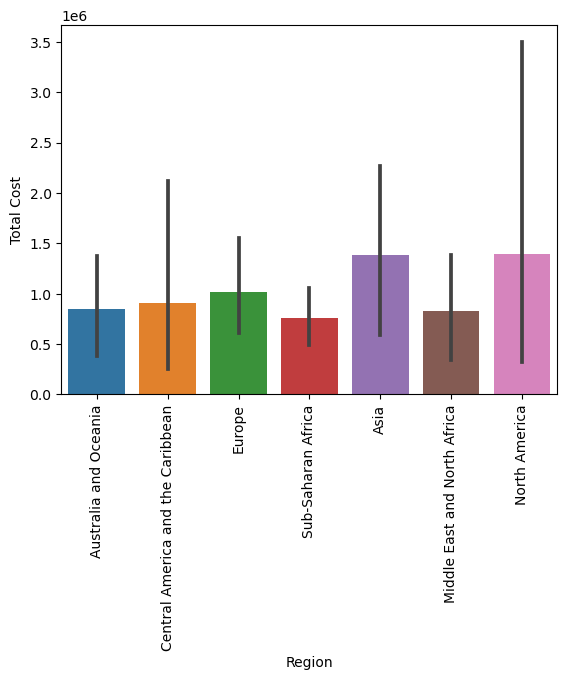 1e6
3.5
3.0
2.5
2.0
1.5
1.0
0.5
0.0
Total Cost
Australia and Oceania
Central America and the Caribbean
Europe
Sub-Saharan Africa
Asia
Middle East and North Africa
North America
Region